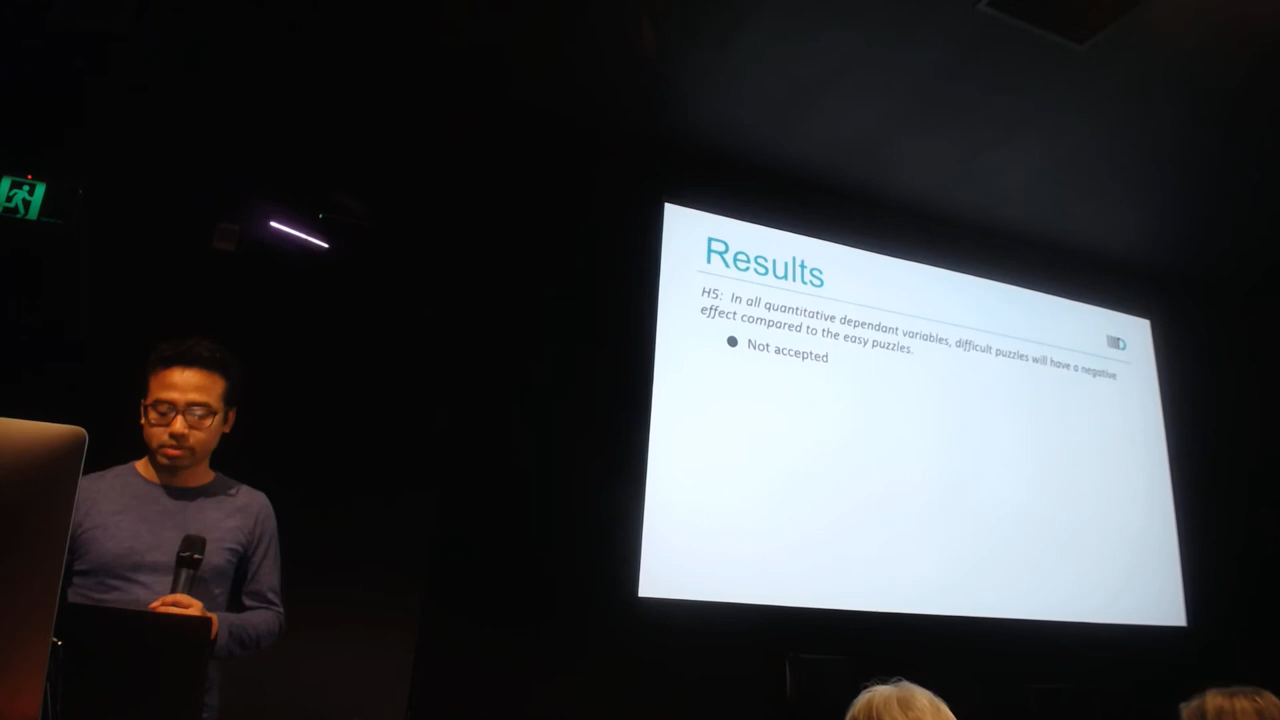 Results
H5: In all quantitative dependant variables, difficult puzzles will have a negative
effect compared to the easy puzzles.
Not accepted